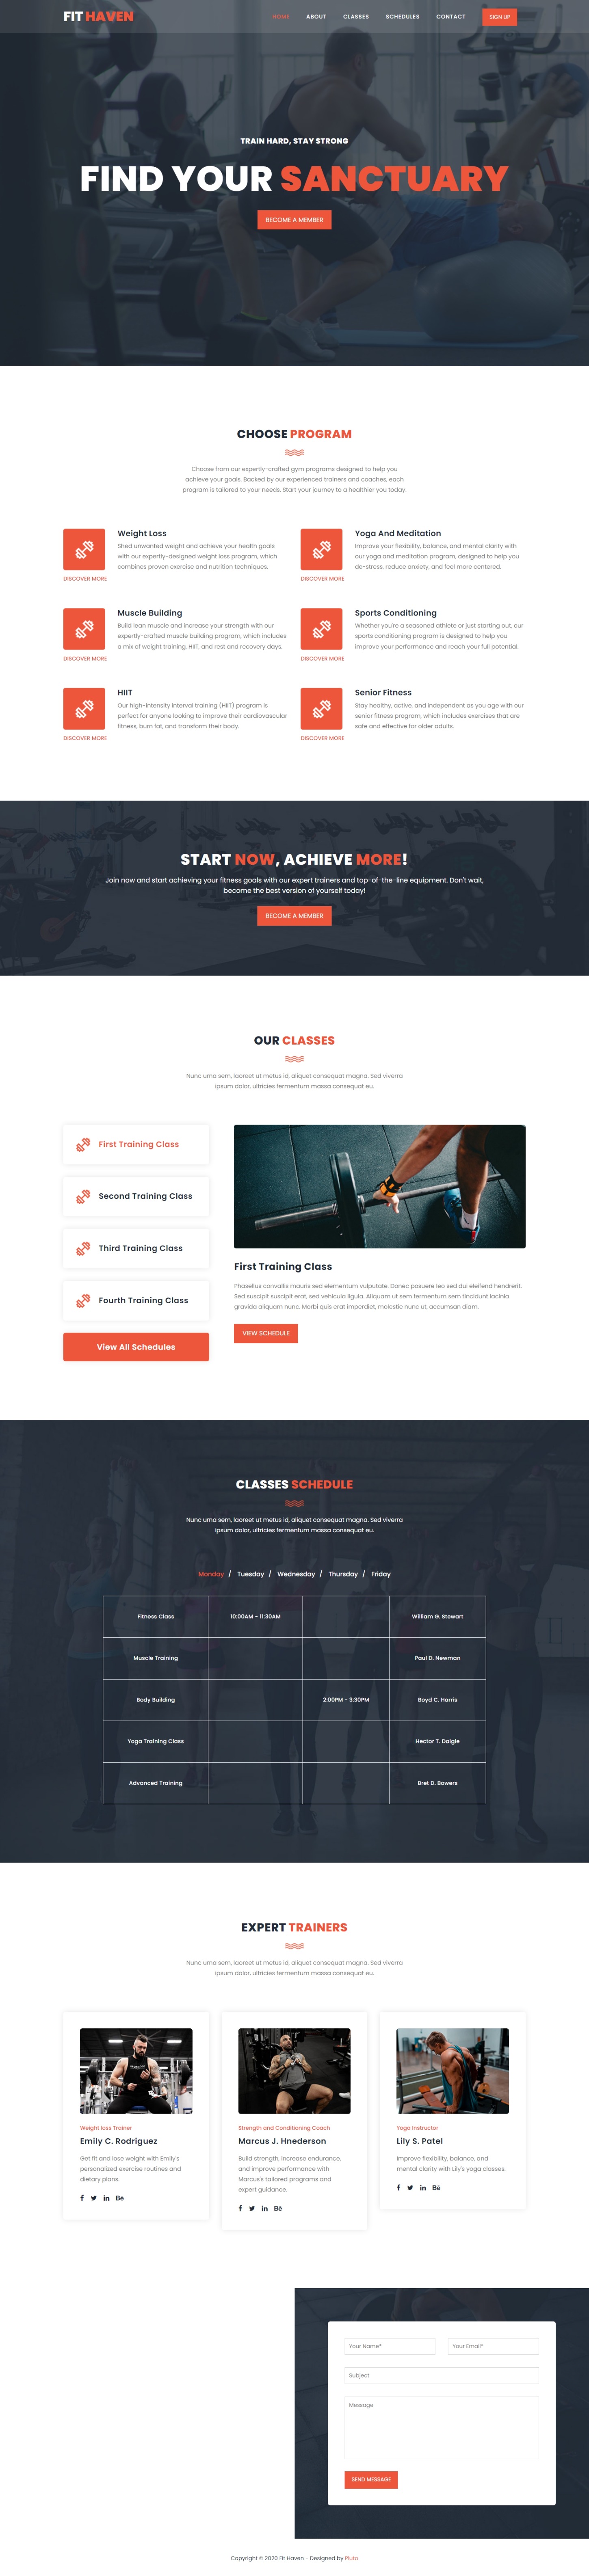 FIT HAVEN
HOME
ABOUT
CLASSES
SCHEDULES
CONTACT
SIGN UP
TRAIN HARD, STAY STRONG
FIND YOUR SANCTUARY
BECOME A MEMBER
CHOOSE PROGRAM
Choose from our expertly-crafted gym programs designed to help you
achieve your goals. Backed by our experienced trainers and coaches, each
program is tailored to your needs. Start your journey to a healthier you today.
Weight Loss
Shed unwanted weight and achieve your health goals
with our expertly-designed weight loss program, which
combines proven exercise and nutrition techniques.
DISCOVER MORE
Yoga And Meditation
Improve your flexibility, balance, and mental clarity with
our yoga and meditation program, designed to help you
de-stress, reduce anxiety, and feel more centered.
DISCOVER MORE
Muscle Building
Build lean muscle and increase your strength with our
expertly-crafted muscle building program, which includes
a mix of weight training, HIIT, and rest and recovery days.
DISCOVER MORE
Sports Conditioning
Whether you're a seasoned athlete or just starting out, our
sports conditioning program is designed to help you
improve your performance and reach your full potential.
DISCOVER MORE
HIIT
Our high-intensity interval training (HIIT) program is
perfect for anyone looking to improve their cardiovascular
fitness, burn fat, and transform their body.
DISCOVER MORE
Senior Fitness
Stay healthy, active, and independent as you age with our
senior fitness program, which includes exercises that are
safe and effective for older adults.
DISCOVER MORE
START NOW, ACHIEVE MORE!
Join now and start achieving your fitness goals with our expert trainers and top-of-the-line equipment. Don't wait,
become the best version of yourself today!
BECOME A MEMBER
OUR CLASSES
Nunc urna sem, laoreet ut metus id, aliquet consequat magna. Sed viverra
ipsum dolor, ultricies fermentum massa consequat eu.
First Training Class
Second Training Class
Third Training Class
Fourth Training Class
View All Schedules
First Training Class
Phasellus convallis mauris sed elementum vulputate. Donec posuere leo sed dui eleifend hendrerit.
Sed suscipit suscipit erat, sed vehicula ligula. Aliquam ut sem fermentum sem tincidunt lacinia
gravida aliquam nunc. Morbi quis erat imperdiet, molestie nunc ut, accumsan diam.
VIEW SCHEDULE
CLASSES SCHEDULE
Nunc urna sem, laoreet ut metus id, aliquet consequat magna. Sed viverra
ipsum dolor, ultricies fermentum massa consequat eu.
Monday / Tuesday / Wednesday / Thursday / Friday
Fitness Class 10:00AM - 11:30AM William G. Stewart
Muscle Training Paul D. Newman
Body Building 2:00PM - 3:30PM Boyd C. Harris
Yoga Training Class Hector T. Daigle
Advanced Training Bret D. Bowers
EXPERT TRAINERS
Nunc urna sem, laoreet ut metus id, aliquet consequat magna. Sed viverra
ipsum dolor, ultricies fermentum massa consequat eu.
Weight loss Trainer
Emily C. Rodriguez
Get fit and lose weight with Emily's
personalized exercise routines and
dietary plans.
Bē
Strength and Conditioning Coach
Marcus J. Hnederson
Build strength, increase endurance,
and improve performance with
Marcus's tailored programs and
expert guidance.
Bē
Yoga Instructor
Lily S. Patel
Improve flexibility, balance, and
mental clarity with Lily's yoga classes.
Bē
Your Name*
Your Email*
Subject
Message
SEND MESSAGE
Copyright © 2020 Fit Haven - Designed by Pluto